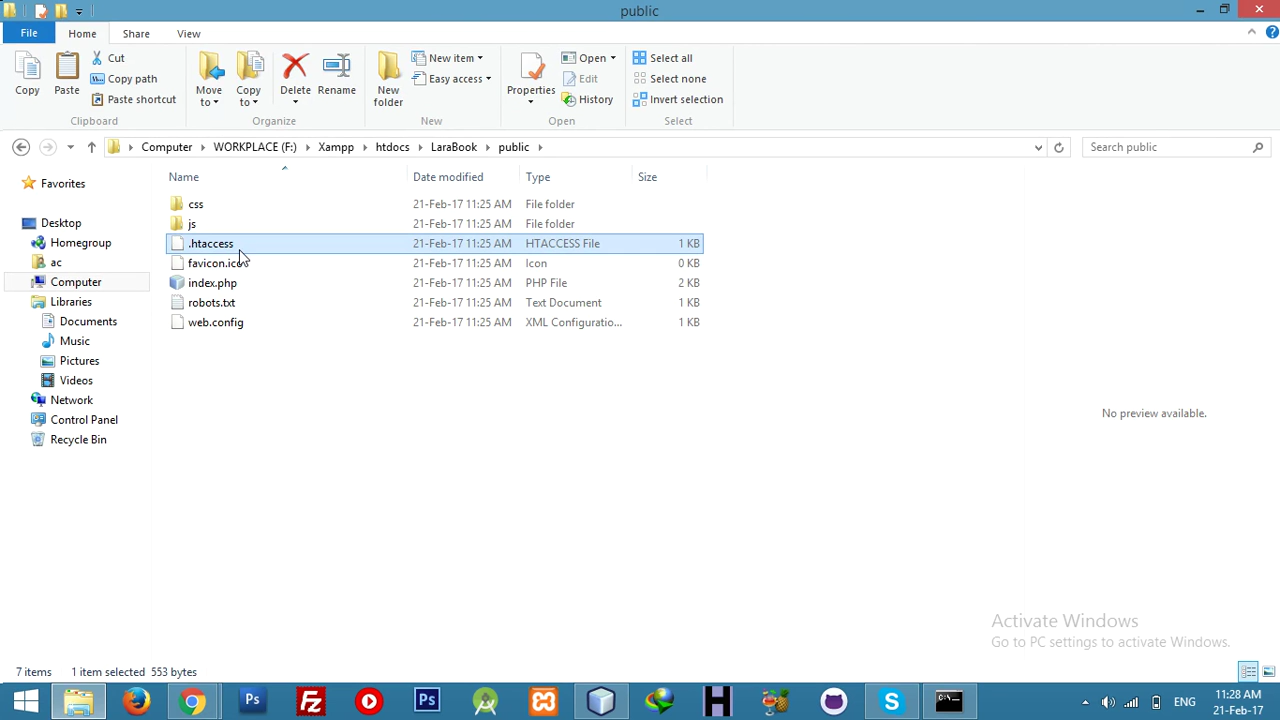 public
File
Home
Share
View
Copy
Paste
Cut
Copy path
Paste shortcut
Clipboard
Move to
Copy to
Delete
Rename
Organize
New folder
New item
Easy access
New
Properties
Open
Edit
History
Open
Select all
Select none
Invert selection
Select
Computer
WORKPLACE (F:)
Xampp
htdocs
LaraBook
public
Search public
Name
Date modified
Type
Size
css 21-Feb-17 11:25 AM File folder
js 21-Feb-17 11:25 AM File folder
.htaccess 21-Feb-17 11:25 AM HTACCESS File 1 KB
favicon.ico 21-Feb-17 11:25 AM Icon 0 KB
index.php 21-Feb-17 11:25 AM PHP File 2 KB
robots.txt 21-Feb-17 11:25 AM Text Document 1 KB
web.config 21-Feb-17 11:25 AM XML Configuratio... 1 KB
Favorites
Desktop
Homegroup
ac
Computer
Libraries
Documents
Music
Pictures
Videos
Network
Control Panel
Recycle Bin
No preview available.
Activate Windows
Go to PC settings to activate Windows.
7 items
1 item selected 553 bytes
Ps
Fz
Ps
H
S
ENG
11:28 AM
21-Feb-17